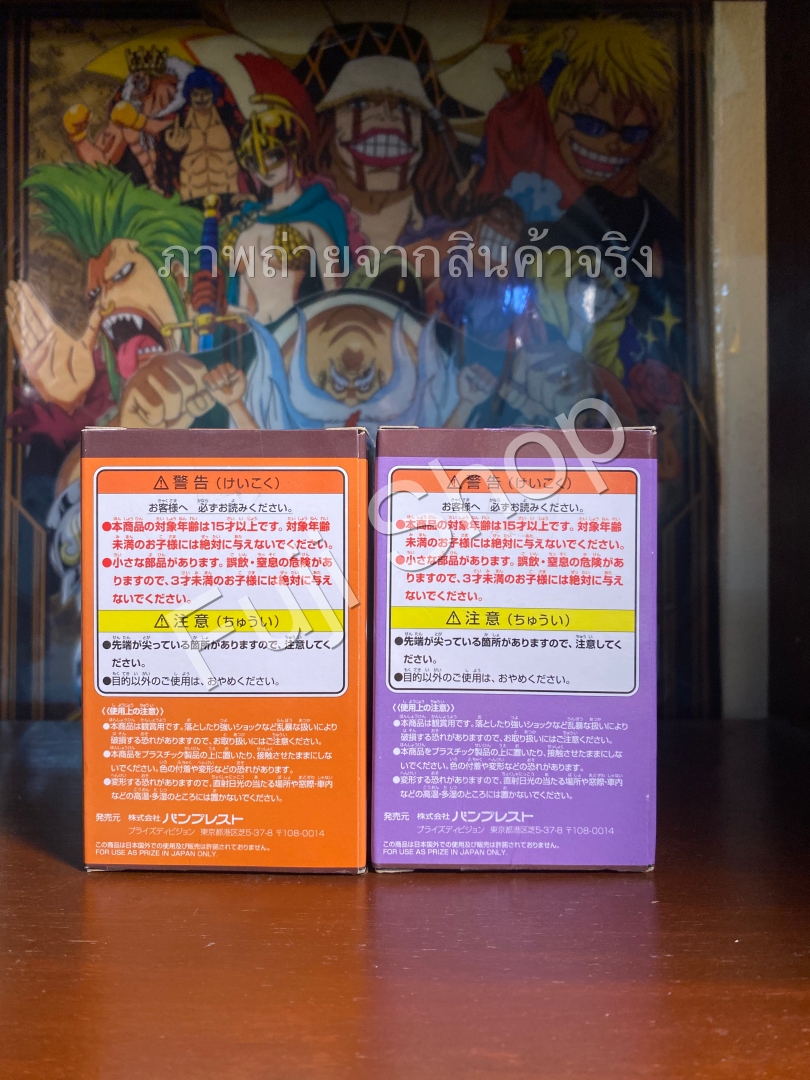 ภาพถ่ายจากสินค้าจริง
Fuji Shop
⚠警告(けいこく)
お客様へ 必ずお読みください。
●本商品の対象年齢は15才以上です。対象年齢
未満のお子様には絶対に与えないでください。
●小さな部品があります。誤飲・窒息の危険があ
りますので、3才未満のお子様には絶対に与え
ないでください。
⚠注意(ちゅうい)
●先端が尖っている箇所がありますので、注意してく
ださい。
●目的以外のご使用は、おやめください。
《使用上の注意》
●本商品は観賞用です。落としたり強いショックなど乱暴な扱いにより
破損する恐れがありますので、お取り扱いにはご注意ください。
●本商品をプラスチック製品の上に置いたり、接触させたままにしな
いでください。色の付着や変形などの恐れがあります。
●変形する恐れがありますので、直射日光の当たる場所や窓際・車内
などの高温・多湿のところには置かないでください。
発売元 株式会社 バンプレスト
プライズディビジョン 東京都港区芝5-37-8 〒108-0014
この商品は日本国外での使用及び販売は許諾されておりません。
FOR USE AS PRIZE IN JAPAN ONLY.
⚠警告(けいこく)
お客様へ 必ずお読みください。
●本商品の対象年齢は15才以上です。対象年齢
未満のお子様には絶対に与えないでください。
●小さな部品があります。誤飲・窒息の危険があ
りますので、3才未満のお子様には絶対に与え
ないでください。
⚠注意(ちゅうい)
●先端が尖っている箇所がありますので、注意してく
ださい。
●目的以外のご使用は、おやめください。
《使用上の注意》
●本商品は観賞用です。落としたり強いショックなど乱暴な扱いにより
破損する恐れがありますので、お取り扱いにはご注意ください。
●本商品をプラスチック製品の上に置いたり、接触させたままにしな
いでください。色の付着や変形などの恐れがあります。
●変形する恐れがありますので、直射日光の当たる場所や窓際・車内
などの高温・多湿のところには置かないでください。
発売元 株式会社 バンプレスト
プライズディビジョン 東京都港区芝5-37-8 〒108-0014
この商品は日本国外での使用及び販売は許諾されておりません。
FOR USE AS PRIZE IN JAPAN ONLY.